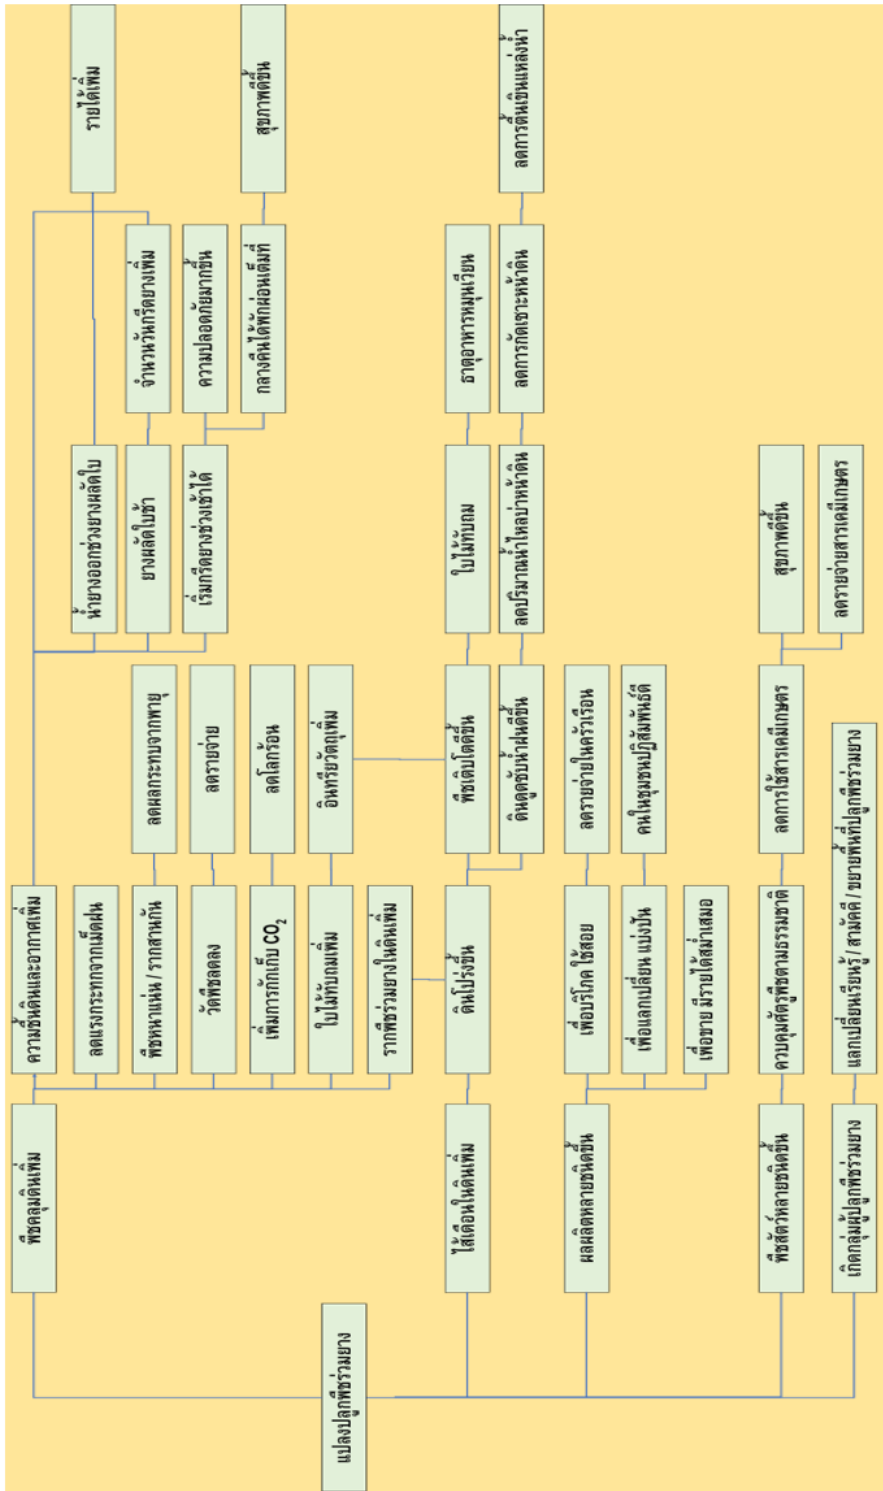 แปลงปลูกพืชร่วมยาง
พืชคลุมดินเพิ่ม
ความชื้นดินและอากาศเพิ่ม
น้ำยางออกช่วงยางผลัดใบ
รายได้เพิ่ม
ยางผลัดใบช้า
จำนวนวันกรีดยางเพิ่ม
เริ่มกรีดยางช่วงเช้าได้
ความปลอดภัยมากขึ้น
กลางคืนได้พักผ่อนเต็มที่
สุขภาพดีขึ้น
ลดแรงกระทกจากเม็ดฝน
พืชหนาแน่น / รากสานกัน
ลดผลกระทบจากพายุ
วัดพืชลดลง
ลดรายจ่าย
เพิ่มการกักเก็บ CO2
ลดโลกร้อน
ใบไม้ทับถมเพิ่ม
อินทรียวัตถุเพิ่ม
รากพืชร่วมยางในดินเพิ่ม
ไส้เดือนในดินเพิ่ม
ดินโปร่งขึ้น
พืชเติบโตดีขึ้น
ใบไม้ทับถม
ธาตุอาหารหมุนเวียน
ดินดูดซับน้ำฝนดีขึ้น
ลดปริมาณน้ำไหลบ่าหน้าดิน
ลดการกัดเซาะหน้าดิน
ลดการตื้นเขินแหล่งน้ำ
ผลผลิตหลายชนิดขึ้น
เพื่อบริโภค ใช้สอย
ลดรายจ่ายในครัวเรือน
เพื่อแลกเปลี่ยน แบ่งปัน
คนในชุมชนปฏิสัมพันธ์ดี
เพื่อขาย มีรายได้สม่ำเสมอ
พืชสัตว์หลายชนิดขึ้น
ควบคุมศัตรูพืชตามธรรมชาติ
ลดการใช้สารเคมีเกษตร
สุขภาพดีขึ้น
ลดรายจ่ายสารเคมีเกษตร
เกิดกลุ่มผู้ปลูกพืชร่วมยาง
แลกเปลี่ยนเรียนรู้ / สามัคคี / ขยายพื้นที่ปลูกพืชร่วมยาง